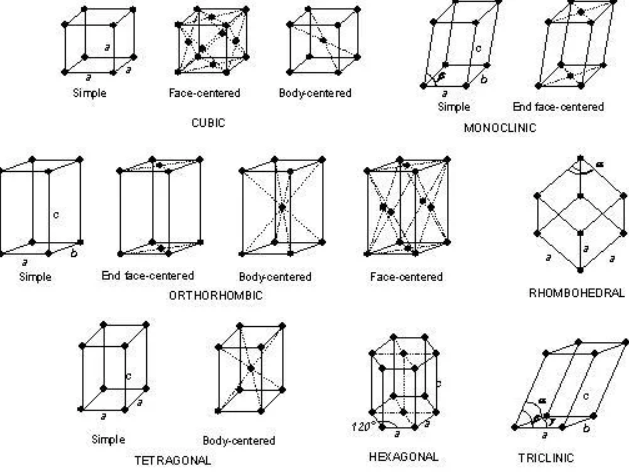 a
a
a
Simple
Face-centered
Body-centered
CUBIC
β
c
a
b
Simple
End face-centered
MONOCLINIC
c
a
b
Simple
End face-centered
Body-centered
Face-centered
ORTHORHOMBIC
α
a
a
a
RHOMBOHEDRAL
c
a
a
Simple
Body-centered
TETRAGONAL
c
120°
a
a
HEXAGONAL
α
β
γ
c
a
b
TRICLINIC